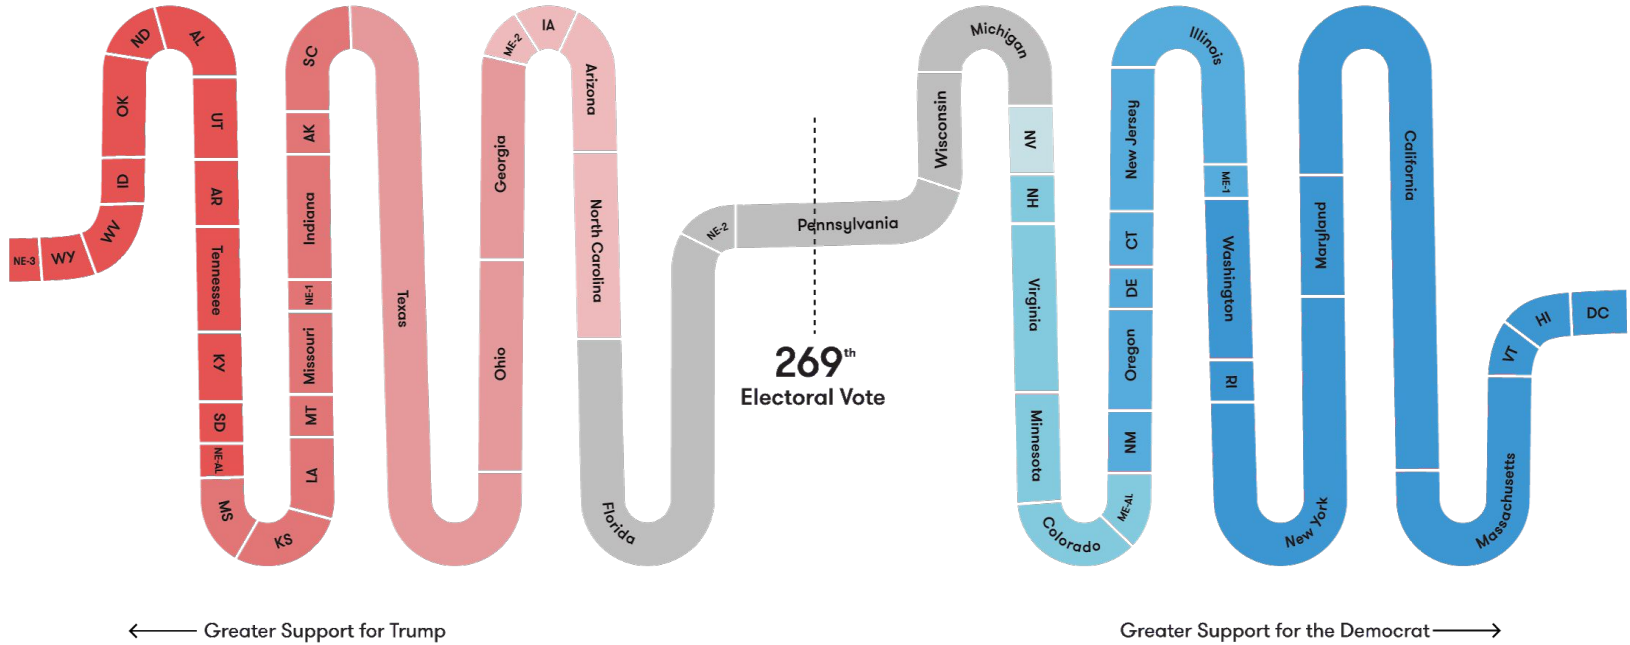 NE-3
WY
WV
ID
OK
ND
AL
UT
AR
Tennessee
KY
SD
NE-AL
MS
KS
LA
MT
Missouri
NE-1
Indiana
AK
SC
Texas
Ohio
Georgia
ME-2
IA
Arizona
North Carolina
Florida
NE-2
Pennsylvania
269th
Electoral Vote
Wisconsin
Michigan
NV
NH
Virginia
Minnesota
Colorado
ME-AL
NM
Oregon
DE
CT
New Jersey
Illinois
ME-1
Washington
RI
New York
Maryland
California
Massachusetts
VT
HI
DC
Greater Support for Trump
Greater Support for the Democrat